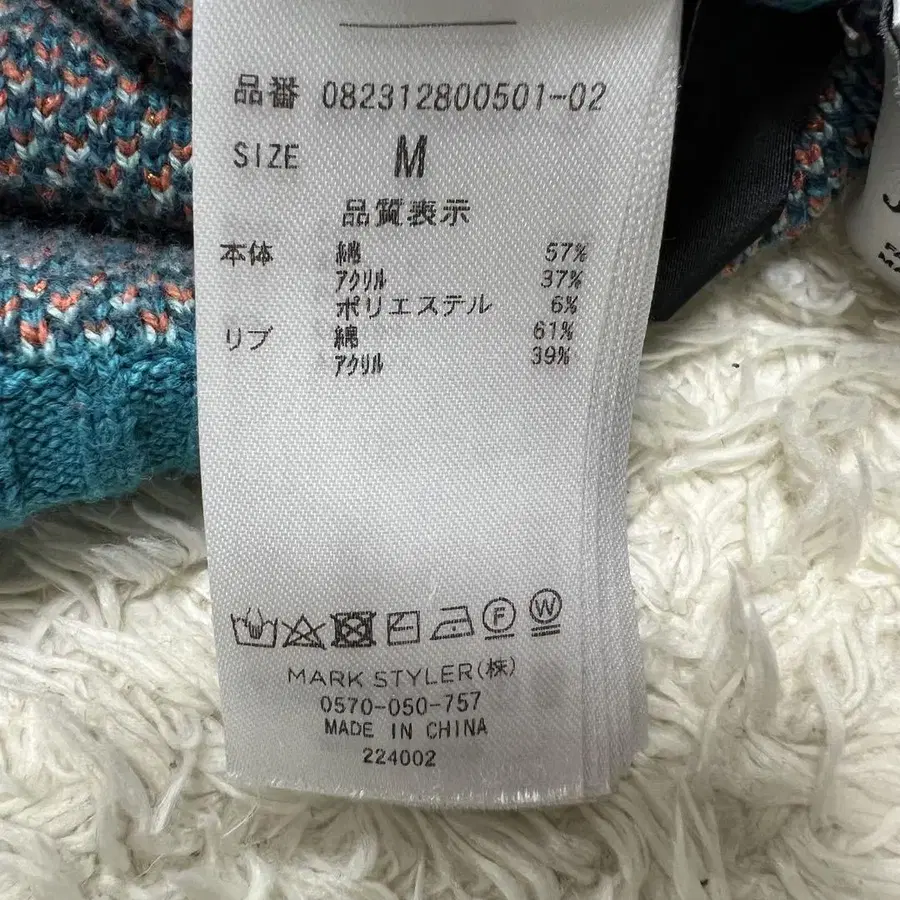 品番 082312800501-02
SIZE M
品質表示
本体 綿 57%
アクリル 37%
ポリエステル 6%
リブ 綿 61%
アクリル 39%
F W
MARK STYLER(株)
0570-050-757
MADE IN CHINA
224002